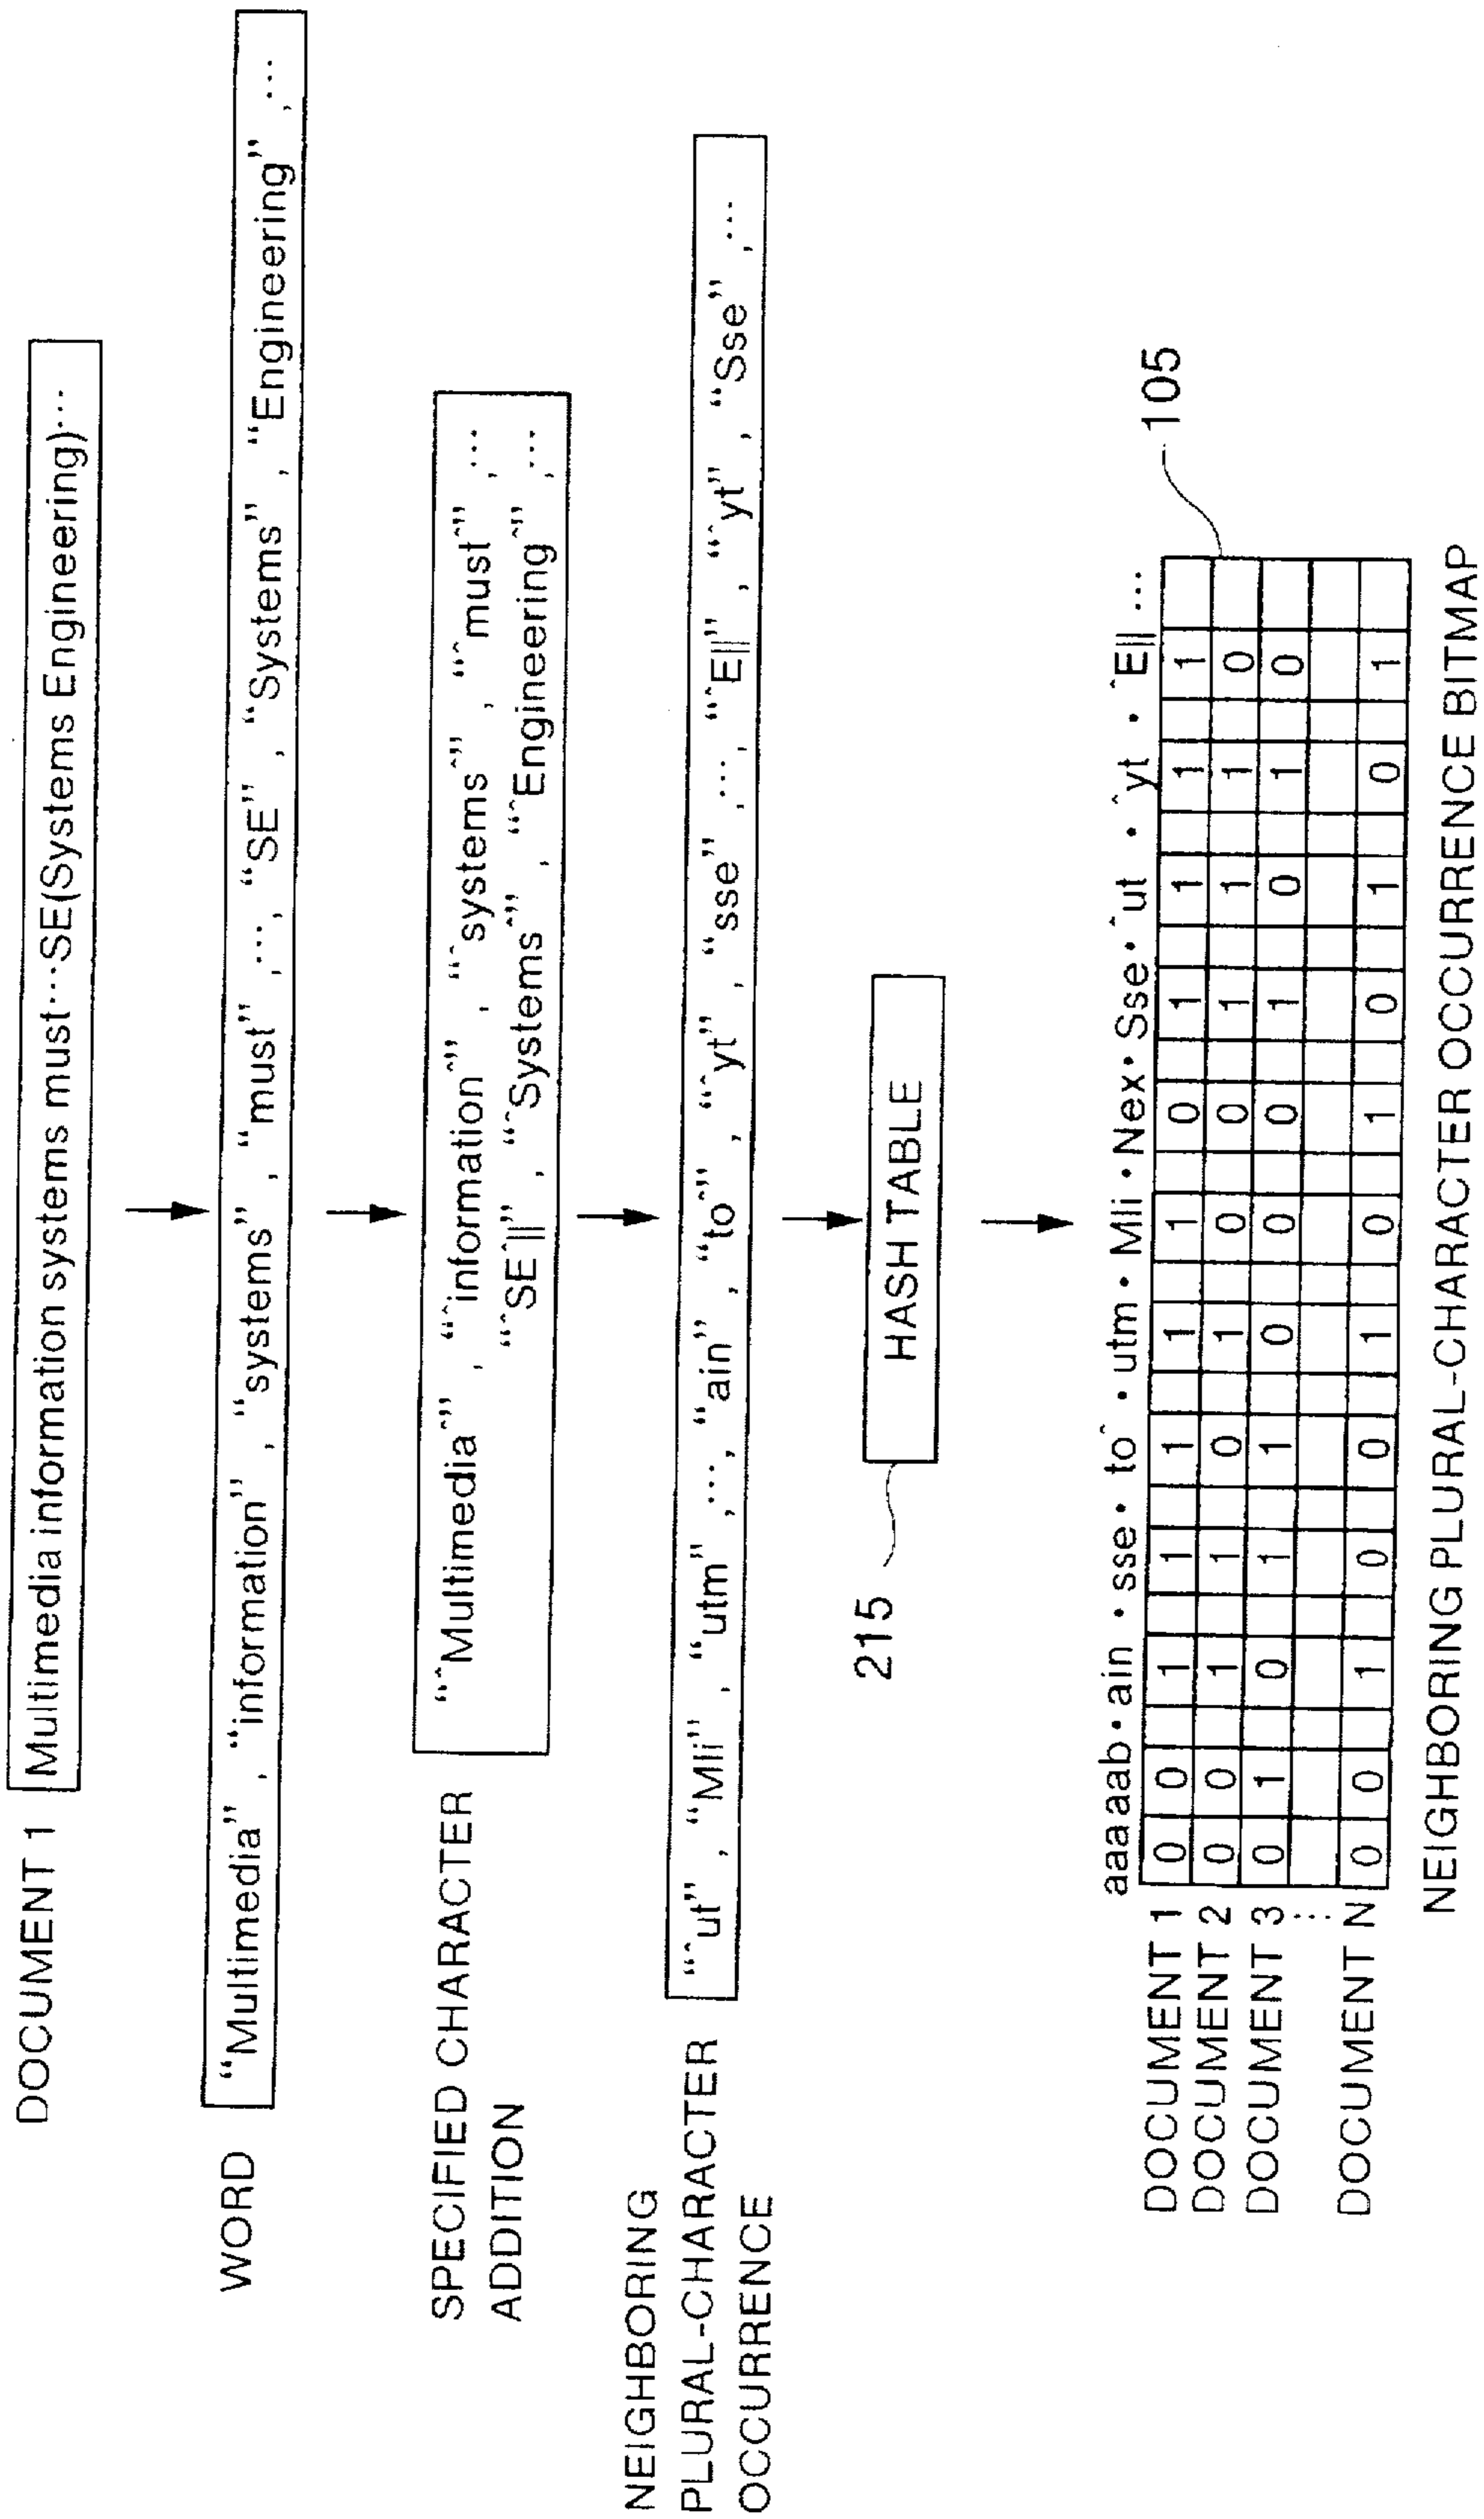 DOCUMENT 1 Multimedia information systems must⋯SE(Systems Engineering)⋯
WORD “Multimedia” , “information” , “systems” , “must” ,⋯, “SE” , “Systems” , “Engineering” ,⋯
SPECIFIED CHARACTER “^Multimedia^” , “^information^” , “^systems^” , “^must^” ,⋯
ADDITION “^SE^||” , “^Systems^” , “^Engineering^” ,⋯
NEIGHBORING
PLURAL-CHARACTER “^ut” , “Mli” , “utm” ,⋯, “ain” , “to^” , “^yt” , “sse” ,⋯, “^E||” , “^yt” , “Sse” ,⋯
OCCURRENCE
215 HASH TABLE
105
aaa aab・ain ・sse・ to^ ・utm・ Mli ・Nex・ Sse・ ^ut ・ ^yt ・ ^E|| ⋯
DOCUMENT 1 0 0 1 1 1 1 1 0 1 1 1 1
DOCUMENT 2 0 0 1 1 0 1 0 0 1 1 1 0
DOCUMENT 3 0 1 0 1 1 0 0 0 1 0 1 0
⋮
DOCUMENT N 0 0 1 0 0 1 0 1 0 1 0 1
NEIGHBORING PLURAL-CHARACTER OCCURRENCE BITMAP